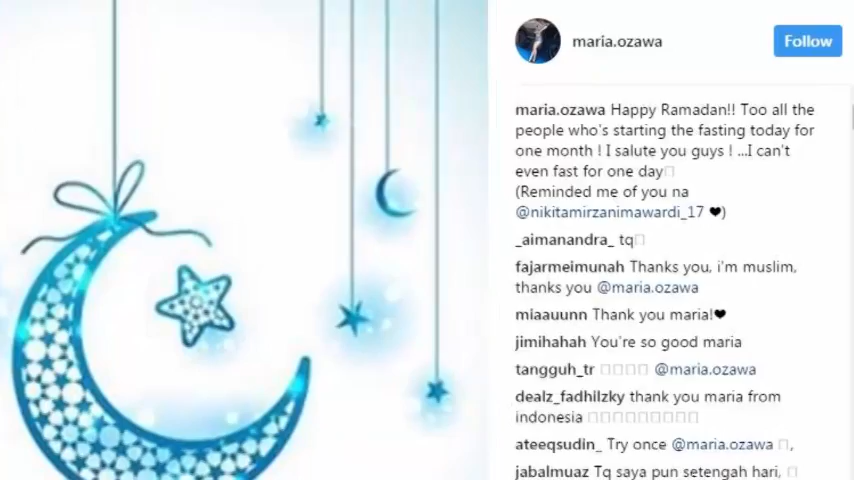 maria.ozawa
Follow
maria.ozawa Happy Ramadan!! Too all the
people who's starting the fasting today for
one month ! I salute you guys ! ...I can't
even fast for one day
(Reminded me of you na
@nikitamirzanimawardi_17 ❤)
_aimanandra_ tq
fajarmeimunah Thanks you, i'm muslim,
thanks you @maria.ozawa
miaauunn Thank you maria!❤
jimihahah You're so good maria
tangguh_tr @maria.ozawa
dealz_fadhilzky thank you maria from
indonesia
ateeqsudin_ Try once @maria.ozawa ,
jabalmuaz Tq saya pun setengah hari,